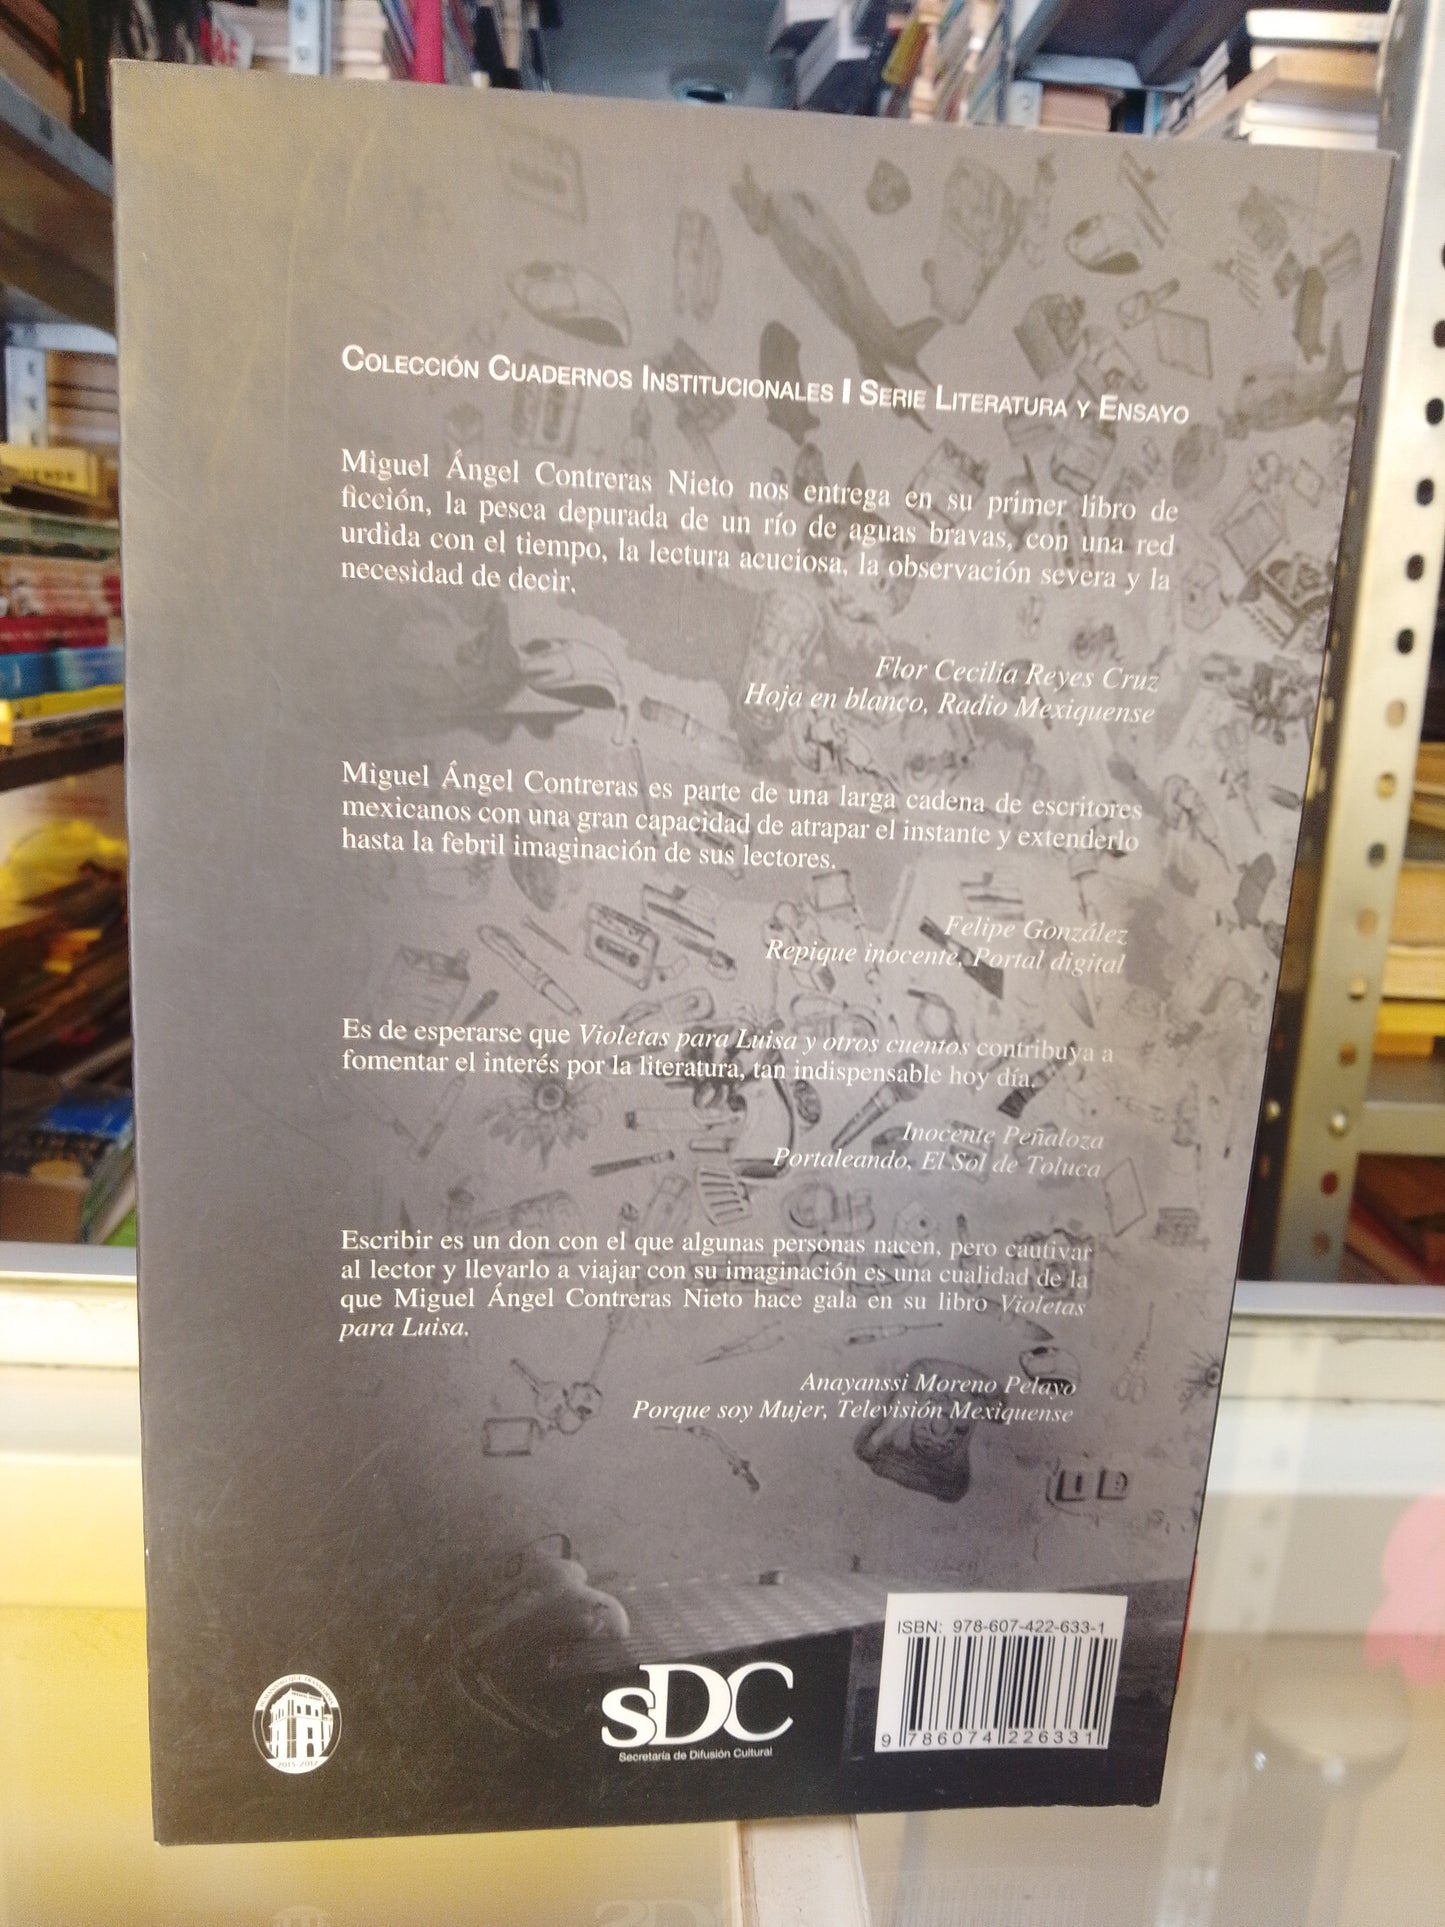 Colección Cuadernos Institucionales | Serie Literatura y Ensayo
Miguel Ángel Contreras Nieto nos entrega en su primer libro de
ficción, la pesca depurada de un río de aguas bravas, con una red
urdida con el tiempo, la lectura acuciosa, la observación severa y la
necesidad de decir.
Flor Cecilia Reyes Cruz
Hoja en blanco, Radio Mexiquense
Miguel Ángel Contreras es parte de una larga cadena de escritores
mexicanos con una gran capacidad de atrapar el instante y extenderlo
hasta la febril imaginación de sus lectores.
Felipe González
Repique inocente, Portal digital
Es de esperarse que Violetas para Luisa y otros cuentos contribuya a
fomentar el interés por la literatura, tan indispensable hoy día.
Inocente Peñaloza
Portaleando, El Sol de Toluca
Escribir es un don con el que algunas personas nacen, pero cautivar
al lector y llevarlo a viajar con su imaginación es una cualidad de la
que Miguel Ángel Contreras Nieto hace gala en su libro Violetas
para Luisa.
Anayanssi Moreno Pelayo
Porque soy Mujer, Televisión Mexiquense
ISBN: 978-607-422-633-1
9 786074 226331
sDC
Secretaría de Difusión Cultural